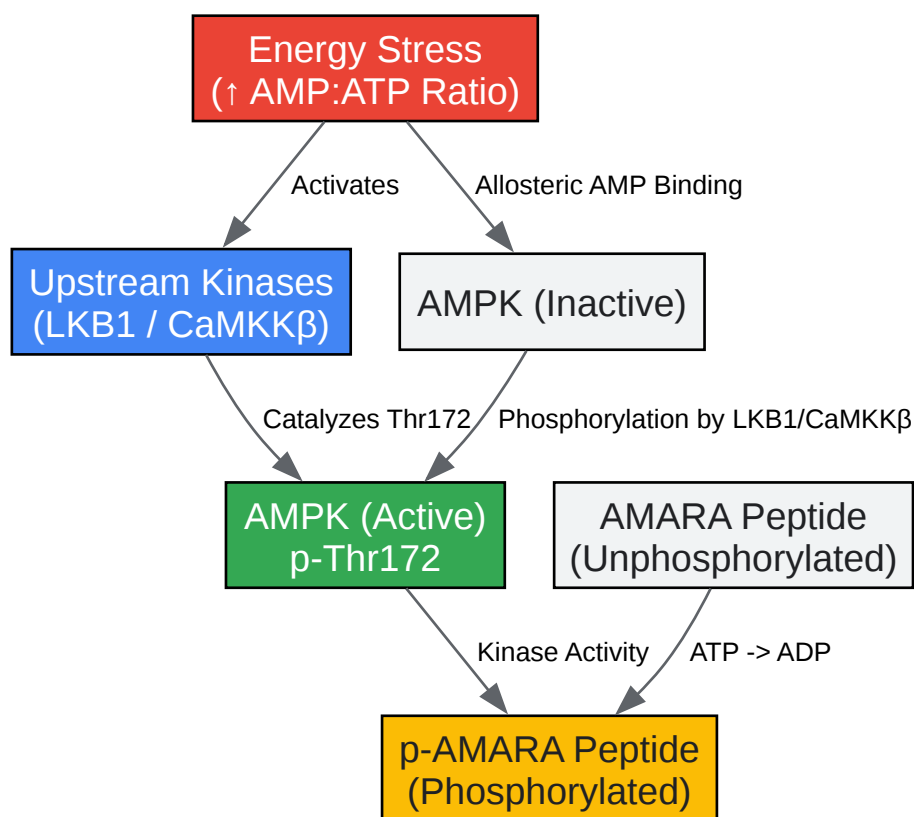 Energy Stress
(↑ AMP:ATP Ratio)
Activates
Allosteric AMP Binding
Upstream Kinases
(LKB1 / CaMKKβ)
AMPK (Inactive)
Catalyzes Thr172
Phosphorylation by LKB1/CaMKKβ
AMPK (Active)
p-Thr172
AMARA Peptide
(Unphosphorylated)
Kinase Activity
ATP -> ADP
p-AMARA Peptide
(Phosphorylated)